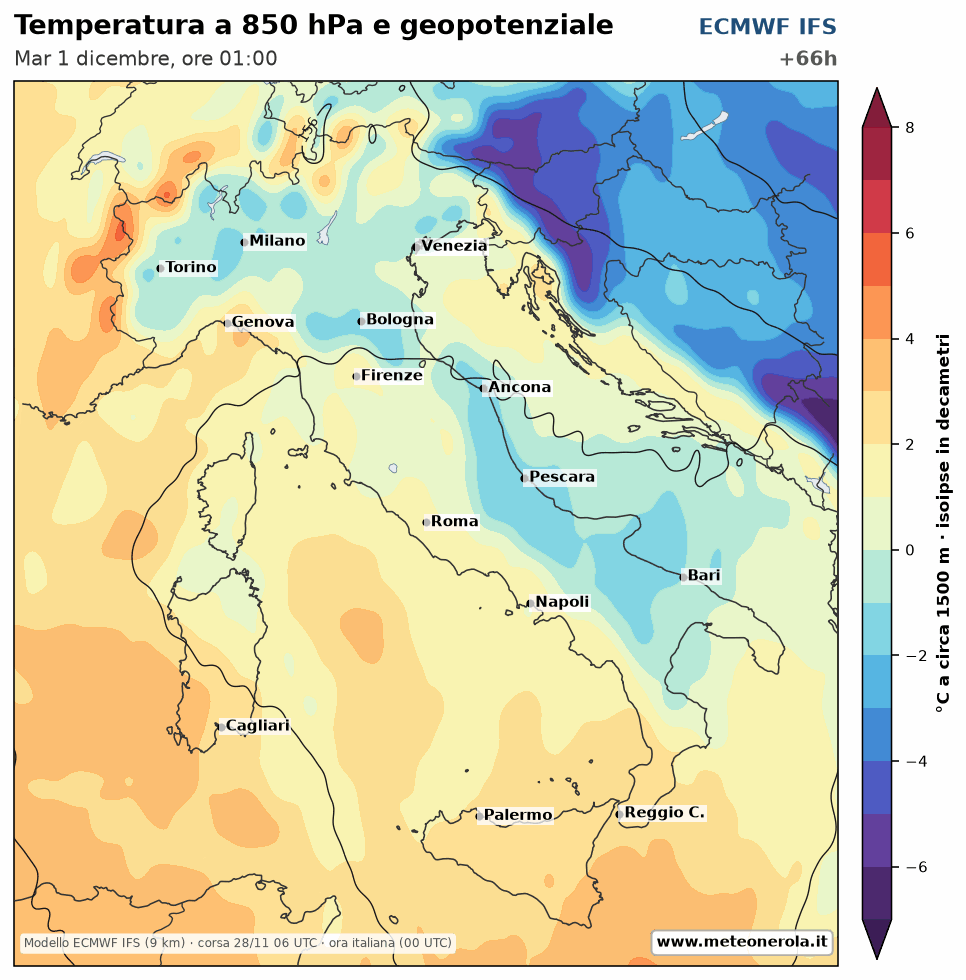 Temperatura a 850 hPa e geopotenziale
ECMWF IFS
Mar 1 dicembre, ore 01:00
+66h
Milano
Venezia
Torino
Genova
Bologna
Firenze
Ancona
Pescara
Roma
Bari
Napoli
Cagliari
Palermo
Reggio C.
8
6
4
2
0
−2
−4
−6
°C a circa 1500 m · isoipse in decametri
Modello ECMWF IFS (9 km) · corsa 28/11 06 UTC · ora italiana (00 UTC)
www.meteonerola.it